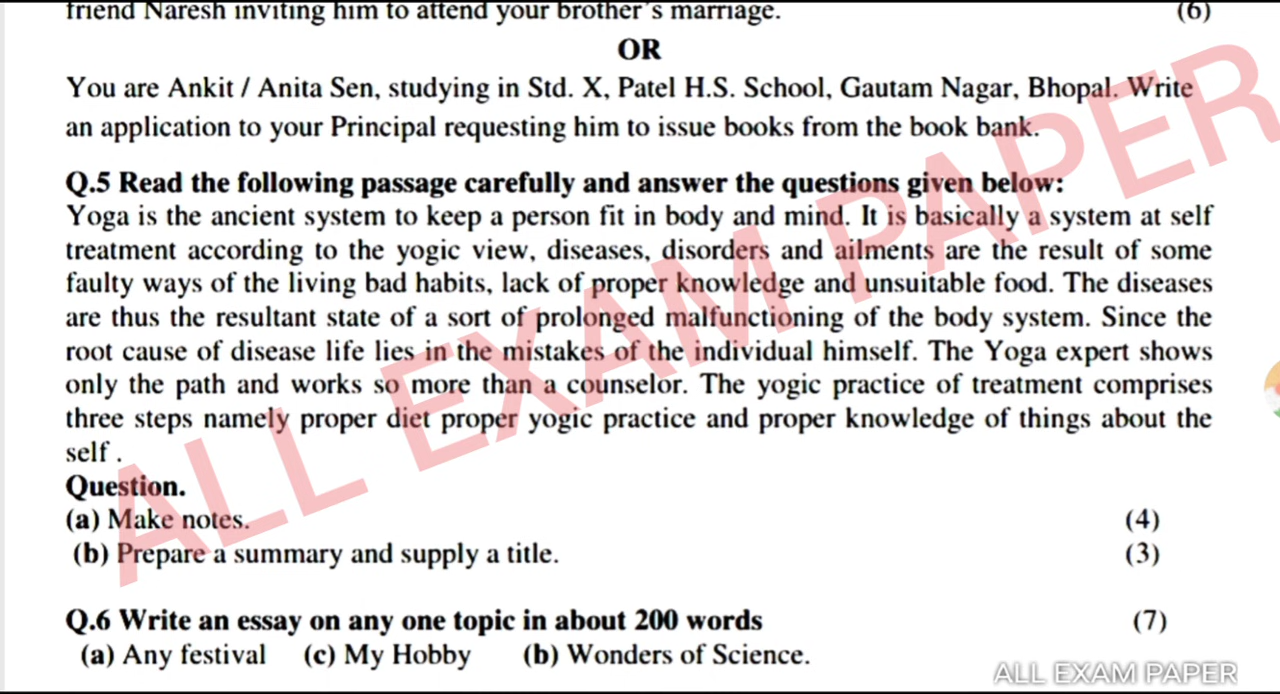 friend Naresh inviting him to attend your brother's marriage. (6)
OR
You are Ankit / Anita Sen, studying in Std. X, Patel H.S. School, Gautam Nagar, Bhopal. Write
an application to your Principal requesting him to issue books from the book bank.
Q.5 Read the following passage carefully and answer the questions given below:
Yoga is the ancient system to keep a person fit in body and mind. It is basically a system at self
treatment according to the yogic view, diseases, disorders and ailments are the result of some
faulty ways of the living bad habits, lack of proper knowledge and unsuitable food. The diseases
are thus the resultant state of a sort of prolonged malfunctioning of the body system. Since the
root cause of disease life lies in the mistakes of the individual himself. The Yoga expert shows
only the path and works so more than a counselor. The yogic practice of treatment comprises
three steps namely proper diet proper yogic practice and proper knowledge of things about the
self .
Question.
(a) Make notes. (4)
(b) Prepare a summary and supply a title. (3)
Q.6 Write an essay on any one topic in about 200 words (7)
(a) Any festival (c) My Hobby (b) Wonders of Science.
ALL EXAM PAPER
ALL EXAM PAPER